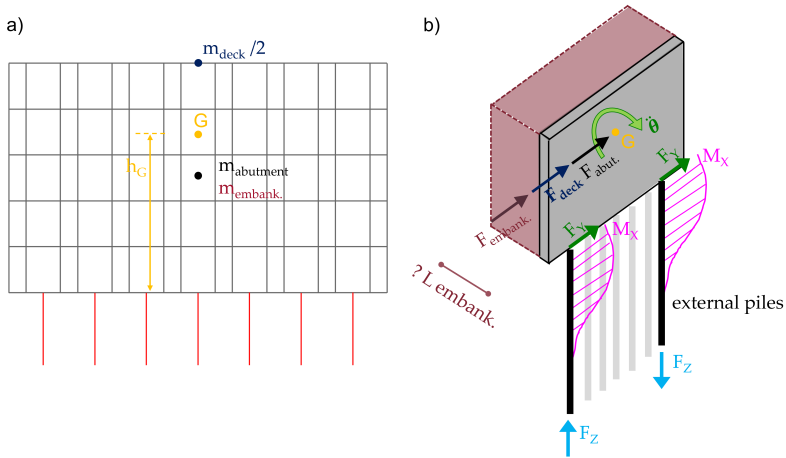 a)
m_deck /2
G
h_G
m_abutment
m_embank.
b)
θ̈
G
F_abut.
F_deck
F_embank.
F_Y
M_X
F_Y
M_X
? L embank.
external piles
F_Z
F_Z